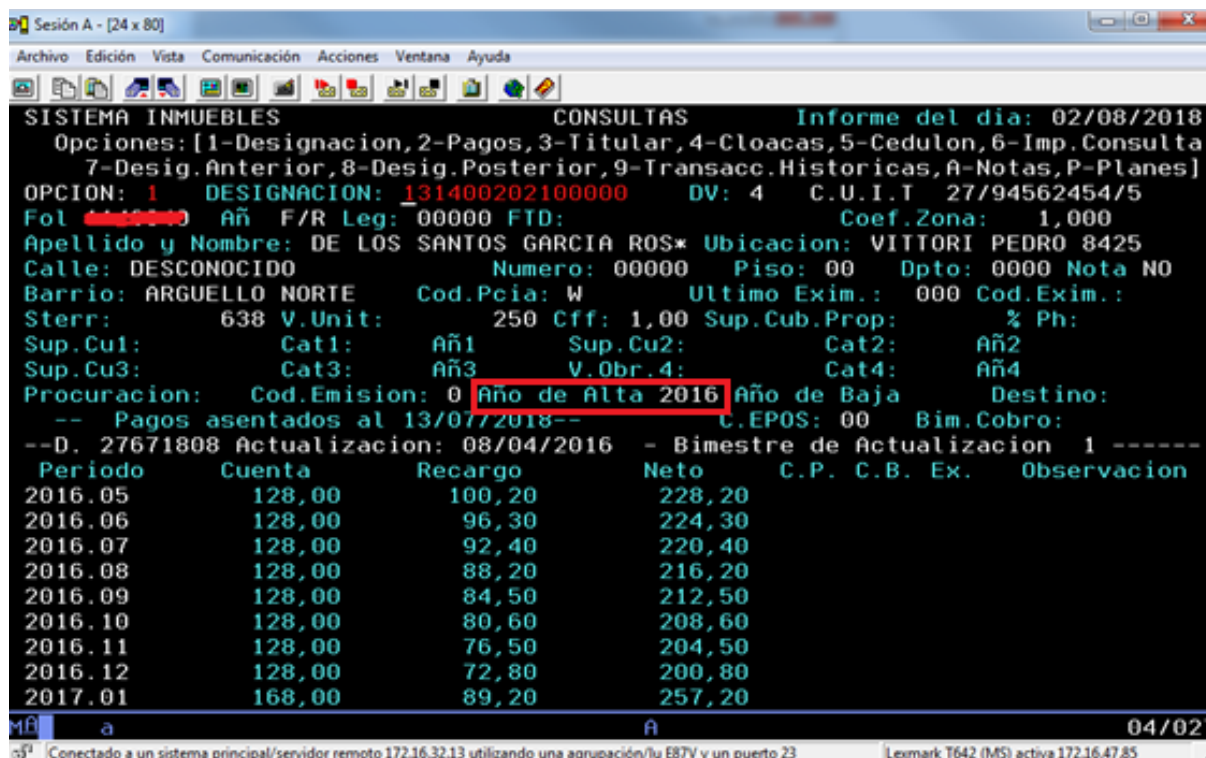 Sesión A - [24 x 80]
Archivo Edición Vista Comunicación Acciones Ventana Ayuda
SISTEMA INMUEBLES CONSULTAS Informe del dia: 02/08/2018
Opciones:[1-Designacion,2-Pagos,3-Titular,4-Cloacas,5-Cedulon,6-Imp.Consulta
7-Desig.Anterior,8-Desig.Posterior,9-Transacc.Historicas,A-Notas,P-Planes]
OPCION: 1 DESIGNACION: 131400202100000 DV: 4 C.U.I.T 27/94562454/5
Fol Añ F/R Leg: 00000 FTD: Coef.Zona: 1,000
Apellido y Nombre: DE LOS SANTOS GARCIA ROS* Ubicacion: VITTORI PEDRO 8425
Calle: DESCONOCIDO Numero: 00000 Piso: 00 Dpto: 0000 Nota NO
Barrio: ARGUELLO NORTE Cod.Pcia: W Ultimo Exim.: 000 Cod.Exim.:
Sterr: 638 V.Unit: 250 Cff: 1,00 Sup.Cub.Prop: % Ph:
Sup.Cu1: Cat1: Añ1 Sup.Cu2: Cat2: Añ2
Sup.Cu3: Cat3: Añ3 V.Obr.4: Cat4: Añ4
Procuracion: Cod.Emision: 0 Año de Alta 2016 Año de Baja Destino:
-- Pagos asentados al 13/07/2018-- C.EPOS: 00 Bim.Cobro:
--D. 27671808 Actualizacion: 08/04/2016 - Bimestre de Actualizacion 1 ------
Periodo Cuenta Recargo Neto C.P. C.B. Ex. Observacion
2016.05 128,00 100,20 228,20
2016.06 128,00 96,30 224,30
2016.07 128,00 92,40 220,40
2016.08 128,00 88,20 216,20
2016.09 128,00 84,50 212,50
2016.10 128,00 80,60 208,60
2016.11 128,00 76,50 204,50
2016.12 128,00 72,80 200,80
2017.01 168,00 89,20 257,20
MA a A 04/02
Conectado a un sistema principal/servidor remoto 172.16.32.13 utilizando una agrupación/lu E87V y un puerto 23 Lexmark T642 (MS) activa 172.16.47.85